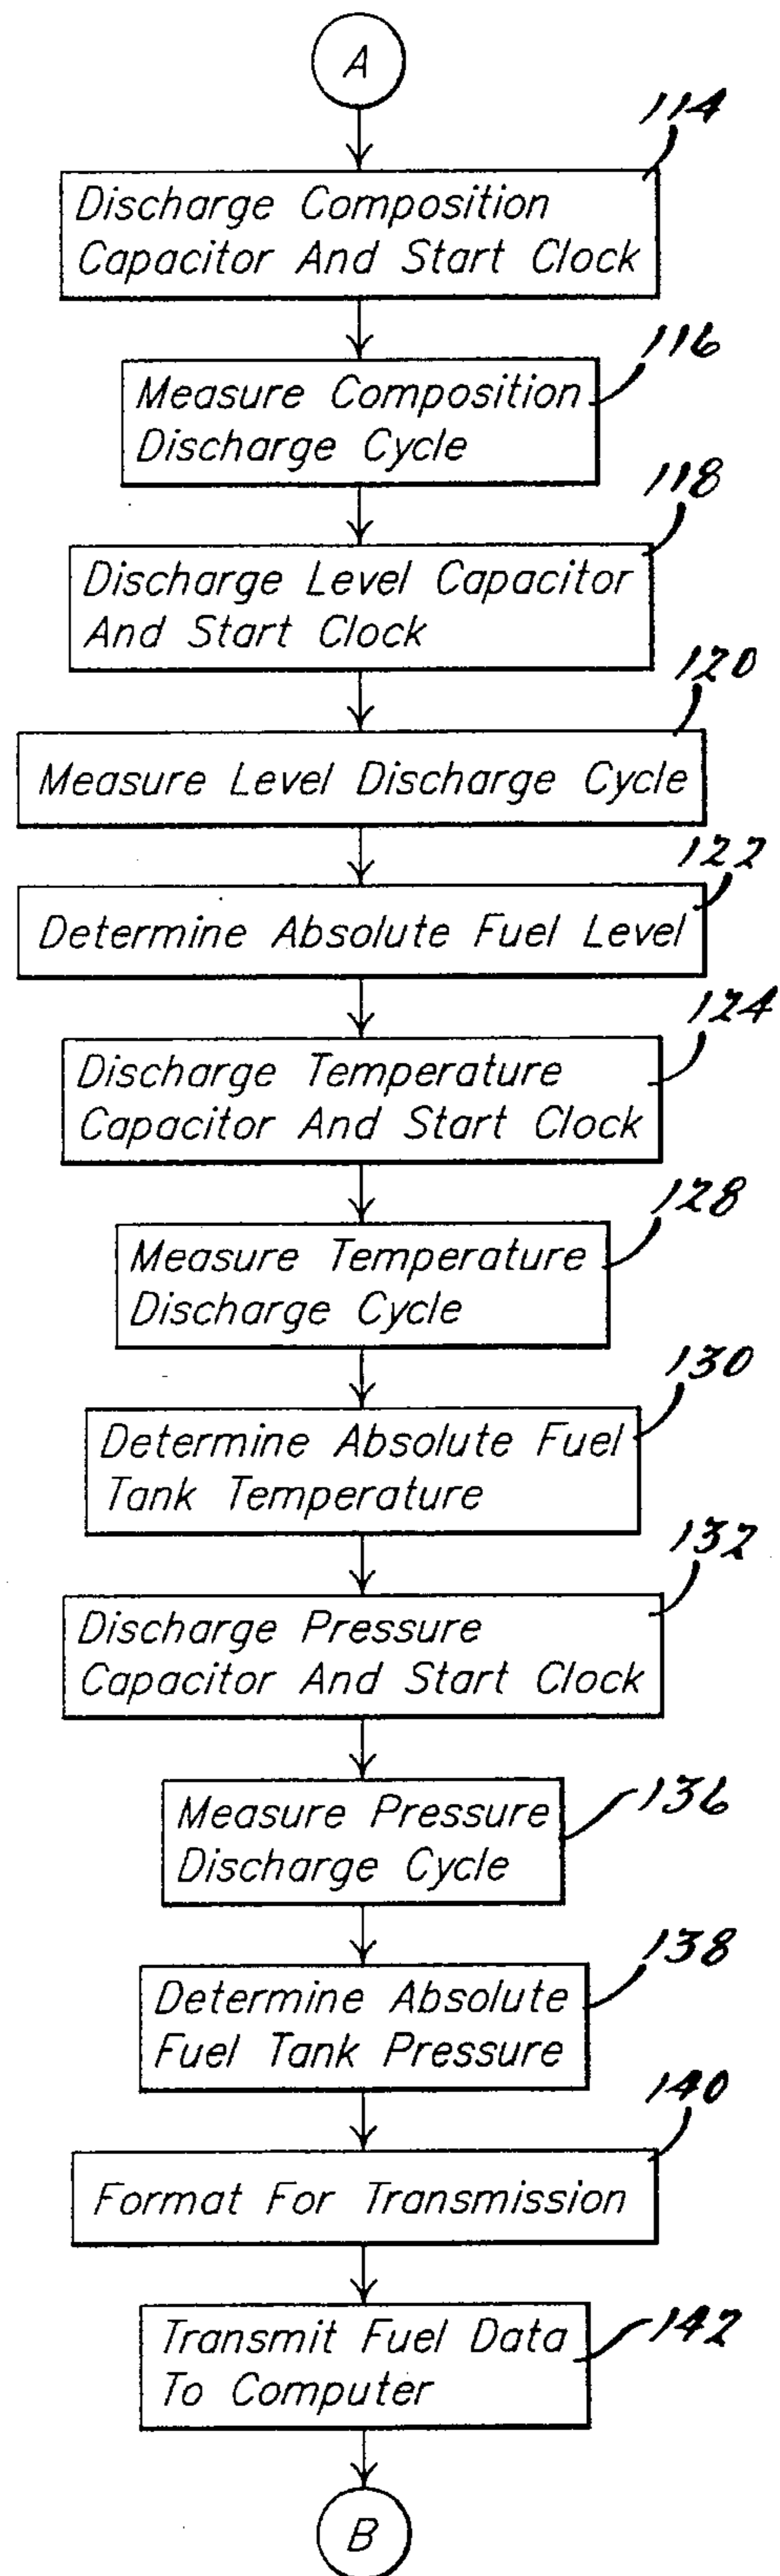 A
114
Discharge Composition
Capacitor And Start Clock
116
Measure Composition
Discharge Cycle
118
Discharge Level Capacitor
And Start Clock
120
Measure Level Discharge Cycle
122
Determine Absolute Fuel Level
124
Discharge Temperature
Capacitor And Start Clock
128
Measure Temperature
Discharge Cycle
130
Determine Absolute Fuel
Tank Temperature
132
Discharge Pressure
Capacitor And Start Clock
136
Measure Pressure
Discharge Cycle
138
Determine Absolute
Fuel Tank Pressure
140
Format For Transmission
142
Transmit Fuel Data
To Computer
B